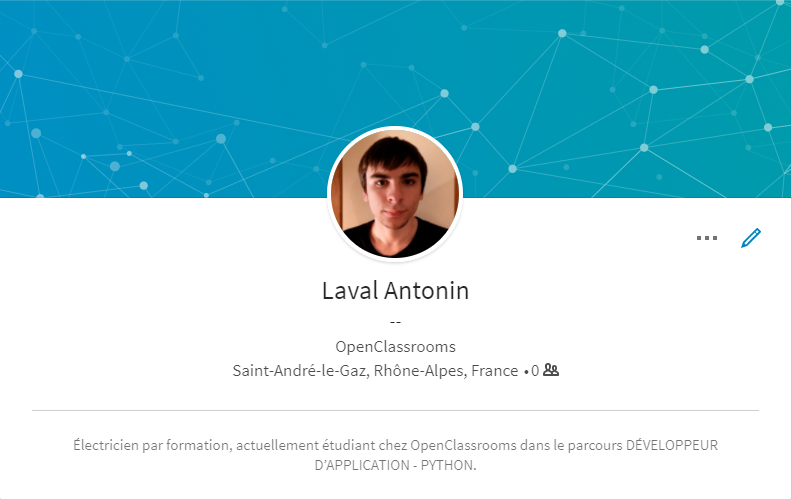 Laval Antonin
--
OpenClassrooms
Saint-André-le-Gaz, Rhône-Alpes, France • 0
Électricien par formation, actuellement étudiant chez OpenClassrooms dans le parcours DÉVELOPPEUR
D’APPLICATION - PYTHON.